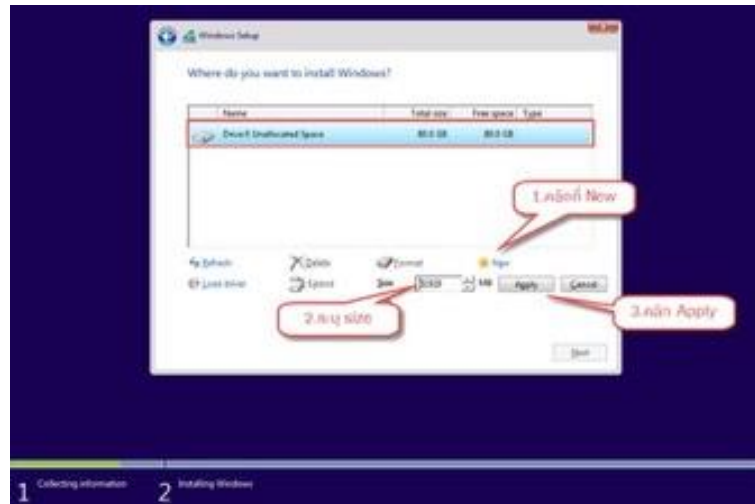 Windows Setup
Where do you want to install Windows?
Name Total size Free space Type
Drive 0 Unallocated Space 80.0 GB 80.0 GB
1.คลิกที่ New
Refresh Delete Format New
Load driver Extend Size MB Apply Cancel
2.ระบุ size
3.คลิก Apply
Next
1 Collecting information 2 Installing Windows